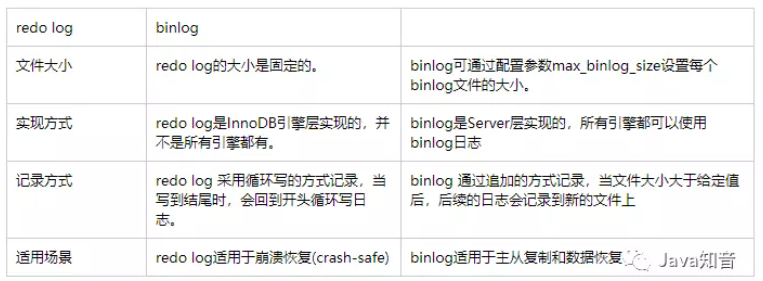 redo log binlog
文件大小 redo log的大小是固定的。 binlog可通过配置参数max_binlog_size设置每个
binlog文件的大小。
实现方式 redo log是InnoDB引擎层实现的，并 binlog是Server层实现的，所有引擎都可以使用
不是所有引擎都有。 binlog日志
记录方式 redo log 采用循环写的方式记录，当 binlog 通过追加的方式记录，当文件大小大于给定值
写到结尾时，会回到开头循环写日 后，后续的日志会记录到新的文件上
志。
适用场景 redo log适用于崩溃恢复(crash-safe) binlog适用于主从复制和数据恢复
Java知音